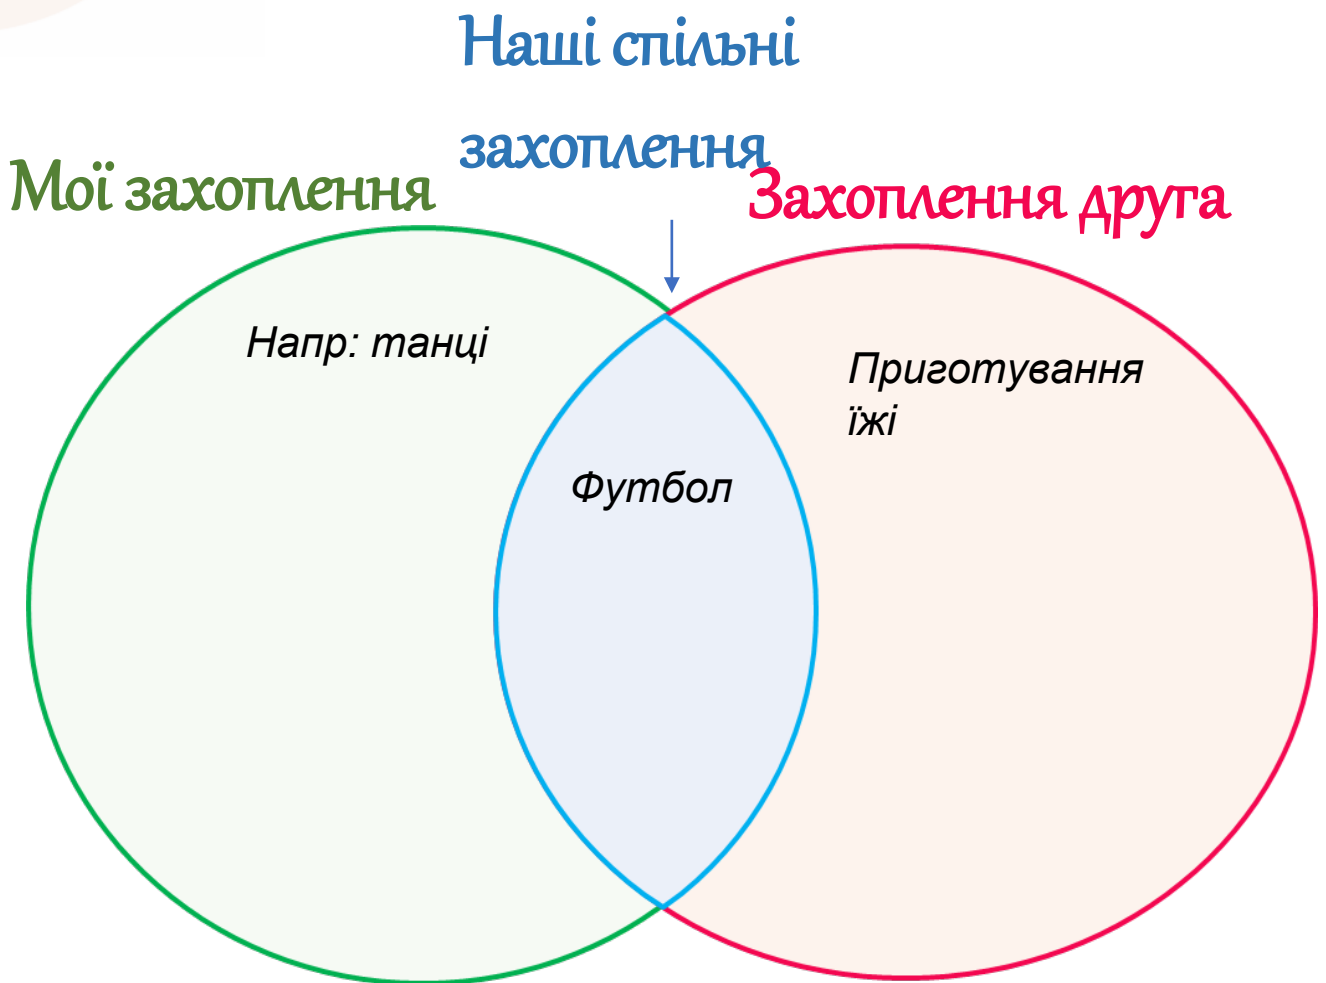 Наші спільні
захоплення
Мої захоплення
Захоплення друга
Напр: танці
Приготування
їжі
Футбол